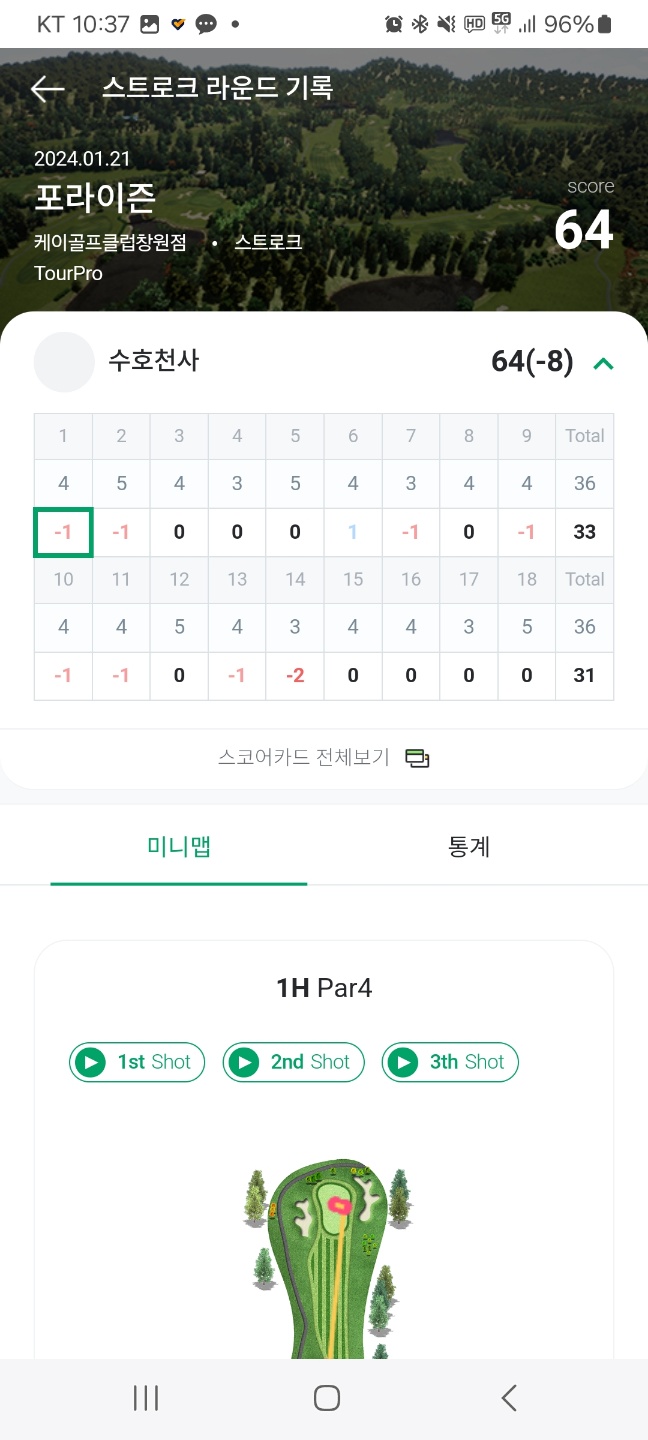 KT 10:37 HD 5G 96%
스트로크 라운드 기록
2024.01.21
포라이즌
score
64
케이골프클럽창원점 • 스트로크
TourPro
수호천사 64(-8)
1 2 3 4 5 6 7 8 9 Total
4 5 4 3 5 4 3 4 4 36
-1 -1 0 0 0 1 -1 0 -1 33
10 11 12 13 14 15 16 17 18 Total
4 4 5 4 3 4 4 3 5 36
-1 -1 0 -1 -2 0 0 0 0 31
스코어카드 전체보기
미니맵 통계
1H Par4
1st Shot 2nd Shot 3th Shot